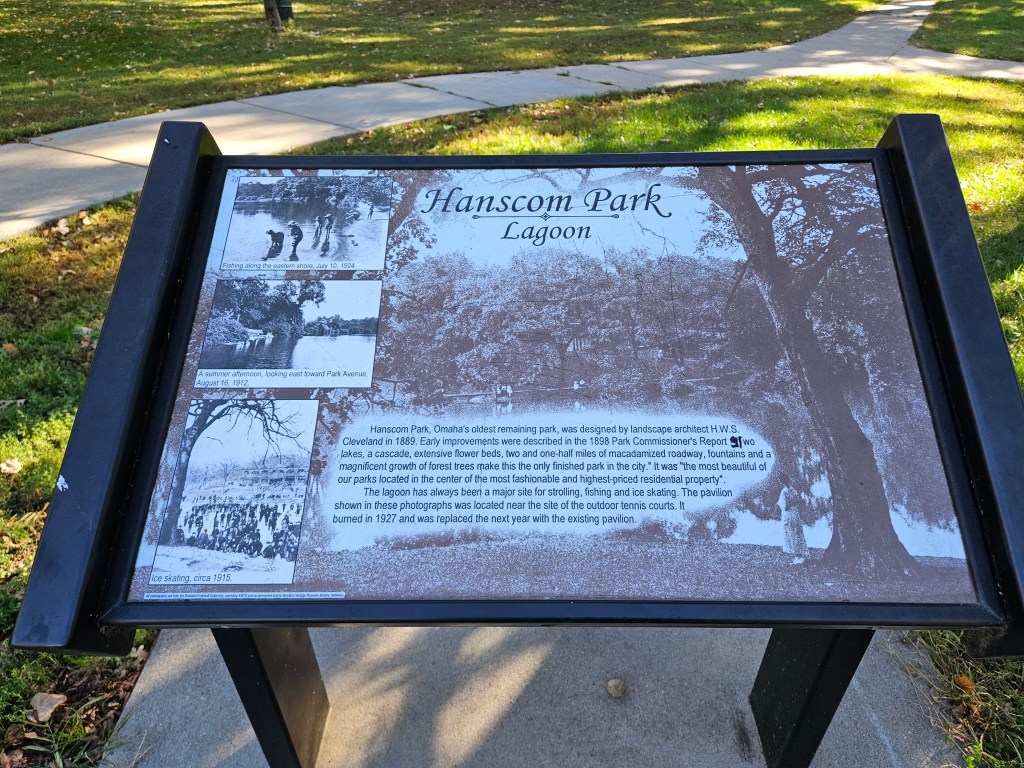 Hanscom Park
Lagoon
Fishing along the eastern shore, July 10, 1924.
A summer afternoon, looking east toward Park Avenue,
August 16, 1912.
Ice skating, circa 1915.
Hanscom Park, Omaha's oldest remaining park, was designed by landscape architect H.W.S.
Cleveland in 1889. Early improvements were described in the 1898 Park Commissioner's Report
lakes, a cascade, extensive flower beds, two and one-half miles of macadamized roadway, fountains and a
magnificent growth of forest trees make this the only finished park in the city." It was "the most beautiful of
our parks located in the center of the most fashionable and highest-priced residential property".
The lagoon has always been a major site for strolling, fishing and ice skating. The pavilion
shown in these photographs was located near the site of the outdoor tennis courts. It
burned in 1927 and was replaced the next year with the existing pavilion.